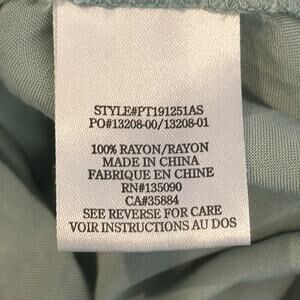 STYLE#PT191251AS
PO#13208-00/13208-01
100% RAYON/RAYON
MADE IN CHINA
FABRIQUE EN CHINE
RN#135090
CA#35884
SEE REVERSE FOR CARE
VOIR INSTRUCTIONS AU DOS